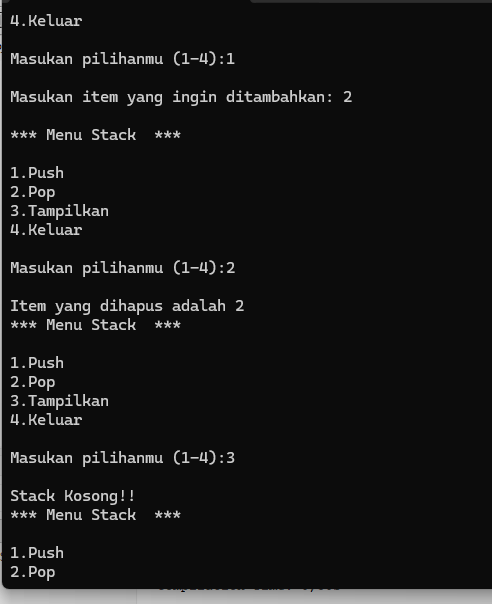 4.Keluar
Masukan pilihanmu (1-4):1
Masukan item yang ingin ditambahkan: 2
*** Menu Stack  ***
1.Push
2.Pop
3.Tampilkan
4.Keluar
Masukan pilihanmu (1-4):2
Item yang dihapus adalah 2
*** Menu Stack  ***
1.Push
2.Pop
3.Tampilkan
4.Keluar
Masukan pilihanmu (1-4):3
Stack Kosong!!
*** Menu Stack  ***
1.Push
2.Pop